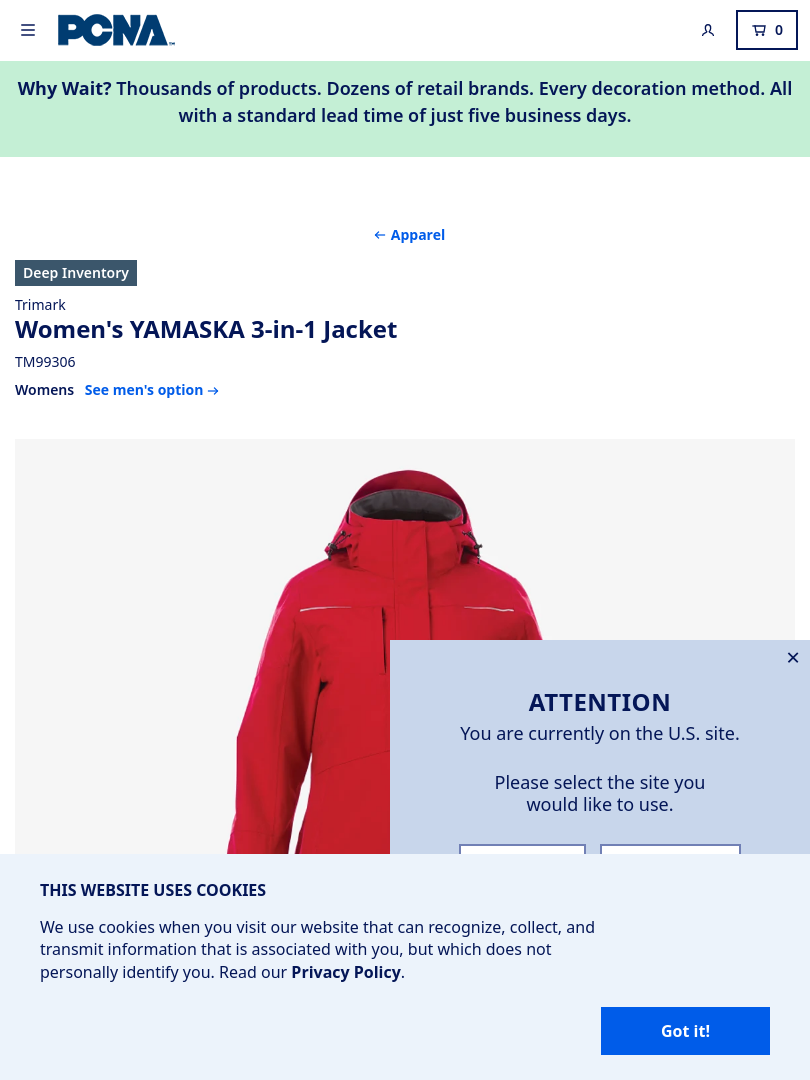 PCNA
0
Why Wait? Thousands of products. Dozens of retail brands. Every decoration method. All
with a standard lead time of just five business days.
← Apparel
Deep Inventory
Trimark
Women's YAMASKA 3-in-1 Jacket
TM99306
Womens See men's option →
ATTENTION
You are currently on the U.S. site.
Please select the site you
would like to use.
THIS WEBSITE USES COOKIES
We use cookies when you visit our website that can recognize, collect, and
transmit information that is associated with you, but which does not
personally identify you. Read our Privacy Policy.
Got it!